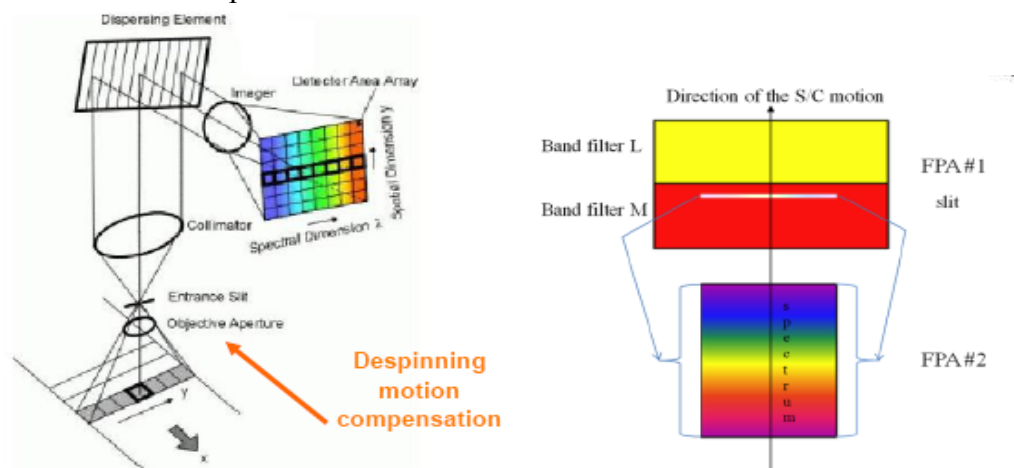 Dispersing Element
Imager
Detector Area Array
Spatial Dimension y
Spectral Dimension λ
Collimator
Entrance Slit
Objective Aperture
y
x
Despinning
motion
compensation
Direction of the S/C motion
Band filter L
FPA#1
slit
Band filter M
spectrum
FPA#2